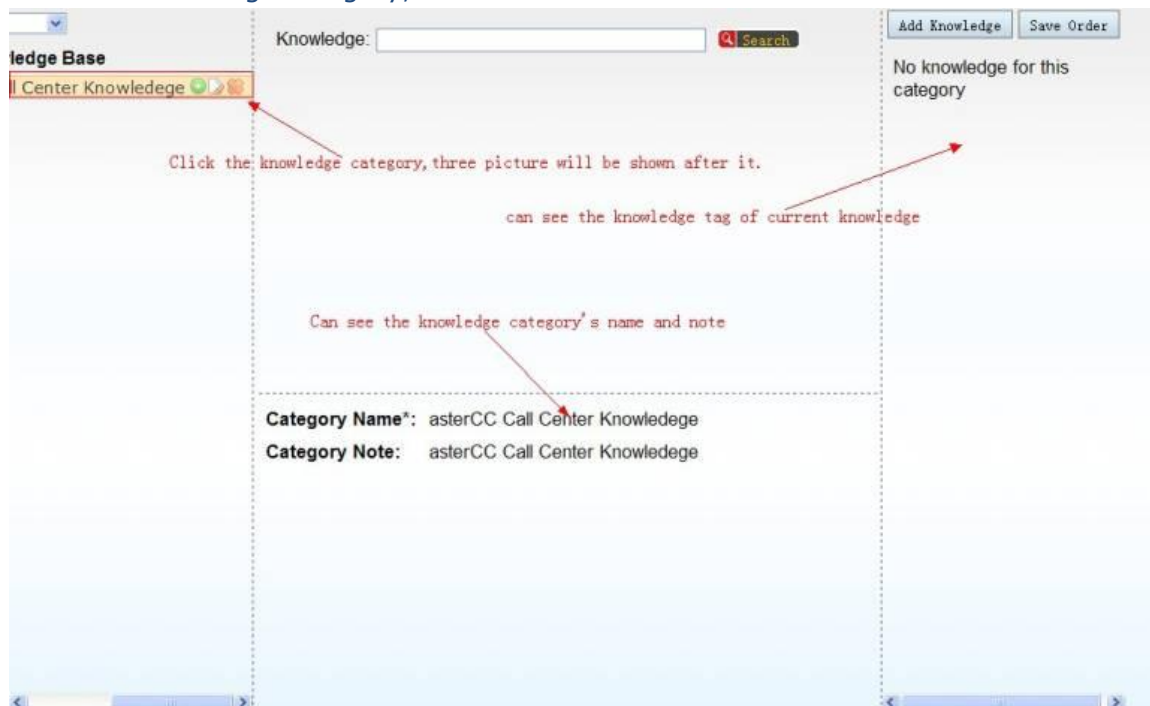 Knowledge:
Search
Add Knowledge
Save Order
ledge Base
No knowledge for this
category
ll Center Knowledege
Click the knowledge category,three picture will be shown after it.
can see the knowledge tag of current knowledge
Can see the knowledge category's name and note
Category Name*: asterCC Call Center Knowledege
Category Note: asterCC Call Center Knowledege